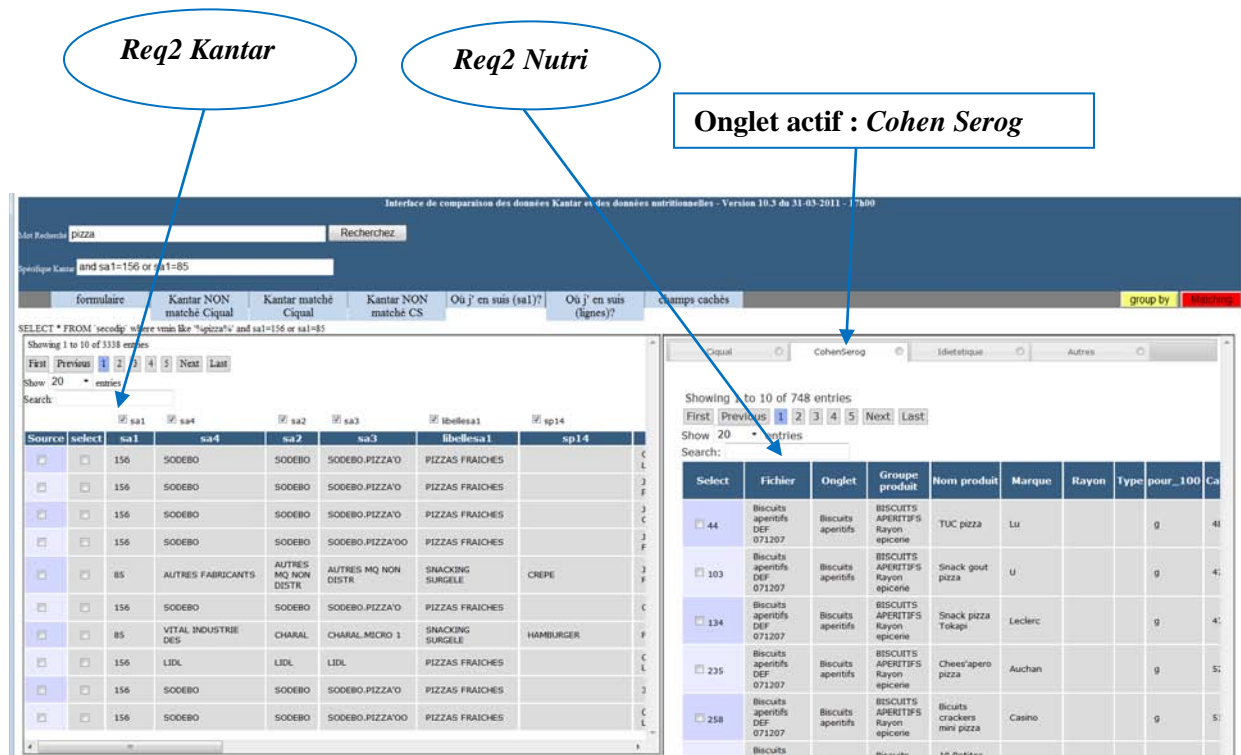 Req2 Kantar
Req2 Nutri
Onglet actif : Cohen Serog
Interface de comparaison des données Kantar et des données nutritionnelles - Version 10.3 du 31-03-2011 - 17h00
Mot Recherché pizza Recherchez
Spécifique Kantar and sa1=156 or sa1=85
formulaire Kantar NON matché Ciqual Kantar matché Ciqual Kantar NON matché CS Où j' en suis (sa1)? Où j' en suis (lignes)? champs cachés group by Matching
SELECT * FROM `secodip` where vmin like '%pizza%' and sa1=156 or sa1=85
Showing 1 to 10 of 3338 entries
First Previous 1 2 3 4 5 Next Last
Show 20 entries
Search:
sa1 sa4 sa2 sa3 libellesa1 sp14
Source select sa1 sa4 sa2 sa3 libellesa1 sp14
156 SODEBO SODEBO SODEBO.PIZZA'O PIZZAS FRAICHES
156 SODEBO SODEBO SODEBO.PIZZA'O PIZZAS FRAICHES
156 SODEBO SODEBO SODEBO.PIZZA'O PIZZAS FRAICHES
156 SODEBO SODEBO SODEBO.PIZZA'OO PIZZAS FRAICHES
85 AUTRES FABRICANTS AUTRES MQ NON DISTR AUTRES MQ NON DISTR SNACKING SURGELE CREPE
156 SODEBO SODEBO SODEBO.PIZZA'O PIZZAS FRAICHES
85 VITAL INDUSTRIE DES CHARAL CHARAL.MICRO 1 SNACKING SURGELE HAMBURGER
156 LIDL LIDL LIDL PIZZAS FRAICHES
156 SODEBO SODEBO SODEBO.PIZZA'O PIZZAS FRAICHES
156 SODEBO SODEBO SODEBO.PIZZA'OO PIZZAS FRAICHES
Ciqual CohenSerog Idietetique Autres
Showing 1 to 10 of 748 entries
First Previous 1 2 3 4 5 Next Last
Show 20 entries
Search:
Select Fichier Onglet Groupe produit Nom produit Marque Rayon Type pour_100 Ca
44 Biscuits aperitifs DEF 071207 Biscuits aperitifs BISCUITS APERITIFS Rayon epicerie TUC pizza Lu g
103 Biscuits aperitifs DEF 071207 Biscuits aperitifs BISCUITS APERITIFS Rayon epicerie Snack gout pizza U g
134 Biscuits aperitifs DEF 071207 Biscuits aperitifs BISCUITS APERITIFS Rayon epicerie Snack pizza Tokapi Leclerc g
235 Biscuits aperitifs DEF 071207 Biscuits aperitifs BISCUITS APERITIFS Rayon epicerie Chees'apero pizza Auchan g
258 Biscuits aperitifs DEF 071207 Biscuits aperitifs BISCUITS APERITIFS Rayon epicerie Bicuits crackers mini pizza Casino g
Biscuits